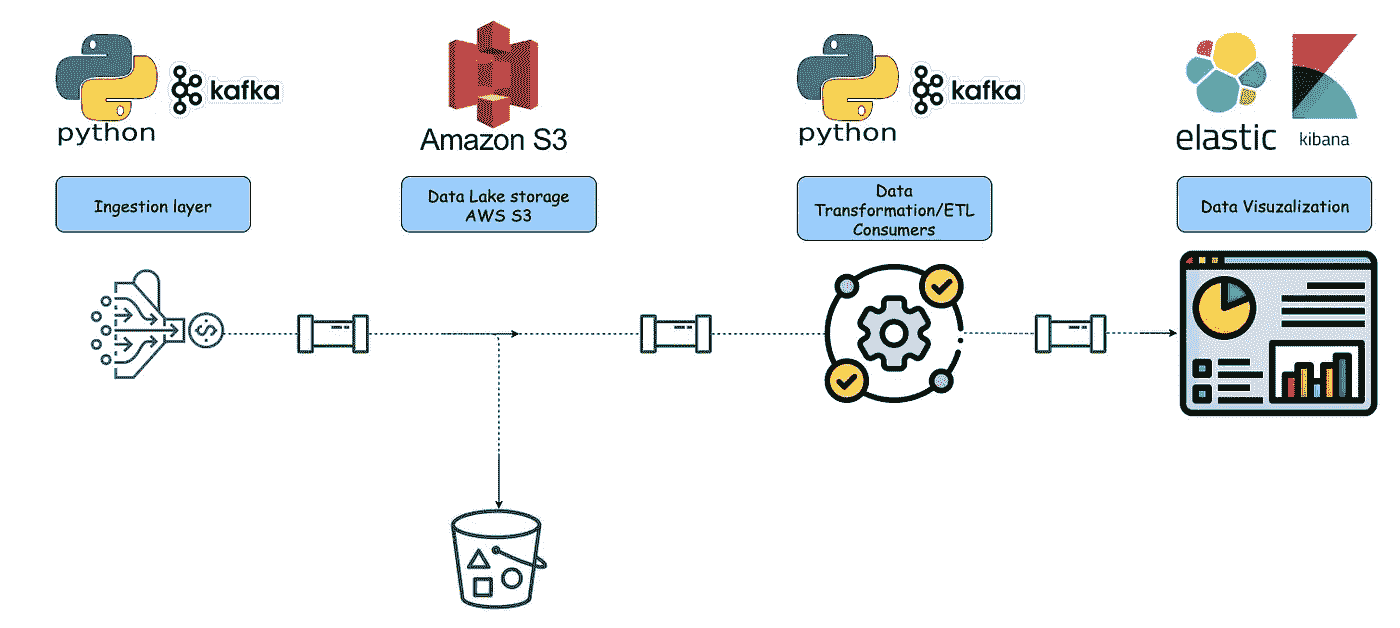 python
kafka
Amazon S3
python
kafka
elastic
kibana
Ingestion layer
Data Lake storage
AWS S3
Data
Transformation/ETL
Consumers
Data Visuzalization